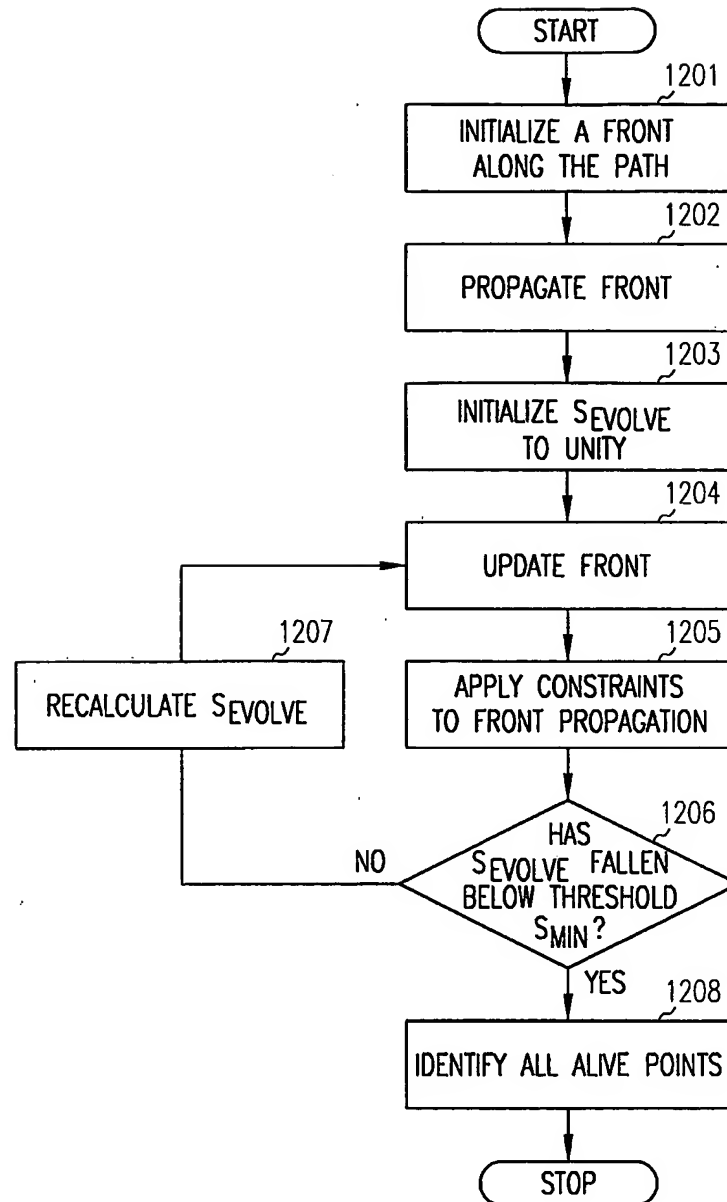 START
1201
INITIALIZE A FRONT
ALONG THE PATH
1202
PROPAGATE FRONT
1203
INITIALIZE SEVOLVE
TO UNITY
1204
UPDATE FRONT
1207
RECALCULATE SEVOLVE
1205
APPLY CONSTRAINTS
TO FRONT PROPAGATION
1206
HAS
SEVOLVE FALLEN
BELOW THRESHOLD
SMIN?
NO
YES
1208
IDENTIFY ALL ALIVE POINTS
STOP